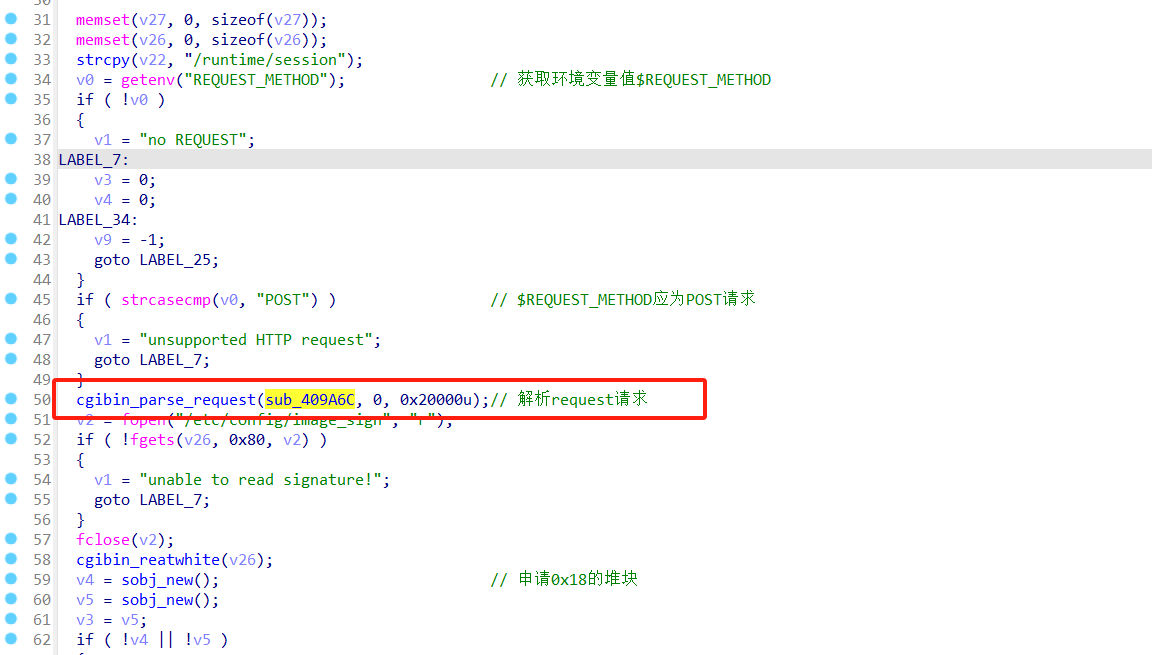 31 memset(v27, 0, sizeof(v27));
32 memset(v26, 0, sizeof(v26));
33 strcpy(v22, "/runtime/session");
34 v0 = getenv("REQUEST_METHOD"); // 获取环境变量值$REQUEST_METHOD
35 if ( !v0 )
36 {
37 v1 = "no REQUEST";
38 LABEL_7:
39 v3 = 0;
40 v4 = 0;
41 LABEL_34:
42 v9 = -1;
43 goto LABEL_25;
44 }
45 if ( strcasecmp(v0, "POST") ) // $REQUEST_METHOD应为POST请求
46 {
47 v1 = "unsupported HTTP request";
48 goto LABEL_7;
49 }
50 cgibin_parse_request(sub_409A6C, 0, 0x20000u);// 解析request请求
51 v2 = fopen("/etc/config/image_sign", "r");
52 if ( !fgets(v26, 0x80, v2) )
53 {
54 v1 = "unable to read signature!";
55 goto LABEL_7;
56 }
57 fclose(v2);
58 cgibin_reatwhite(v26);
59 v4 = sobj_new(); // 申请0x18的堆块
60 v5 = sobj_new();
61 v3 = v5;
62 if ( !v4 || !v5 )